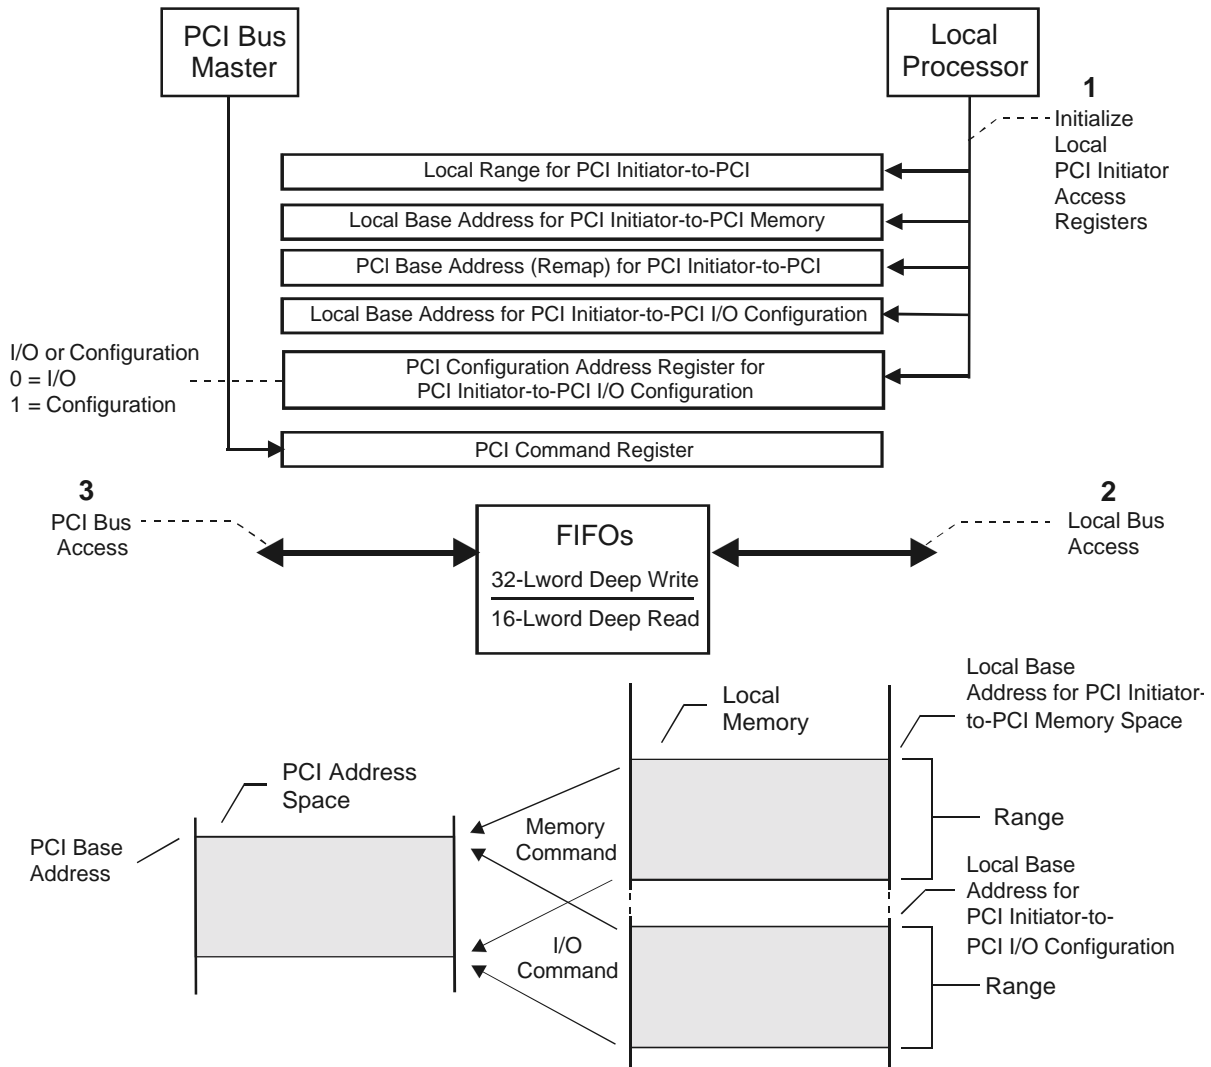 PCI Bus
Master
Local
Processor
1
Initialize
Local
PCI Initiator
Access
Registers
Local Range for PCI Initiator-to-PCI
Local Base Address for PCI Initiator-to-PCI Memory
PCI Base Address (Remap) for PCI Initiator-to-PCI
Local Base Address for PCI Initiator-to-PCI I/O Configuration
I/O or Configuration
0 = I/O
1 = Configuration
PCI Configuration Address Register for
PCI Initiator-to-PCI I/O Configuration
PCI Command Register
3
PCI Bus
Access
FIFOs
32-Lword Deep Write
16-Lword Deep Read
2
Local Bus
Access
Local Base
Address for PCI Initiator-
to-PCI Memory Space
Local
Memory
PCI Address
Space
PCI Base
Address
Memory
Command
Range
Local Base
Address for
PCI Initiator-to-
PCI I/O Configuration
I/O
Command
Range